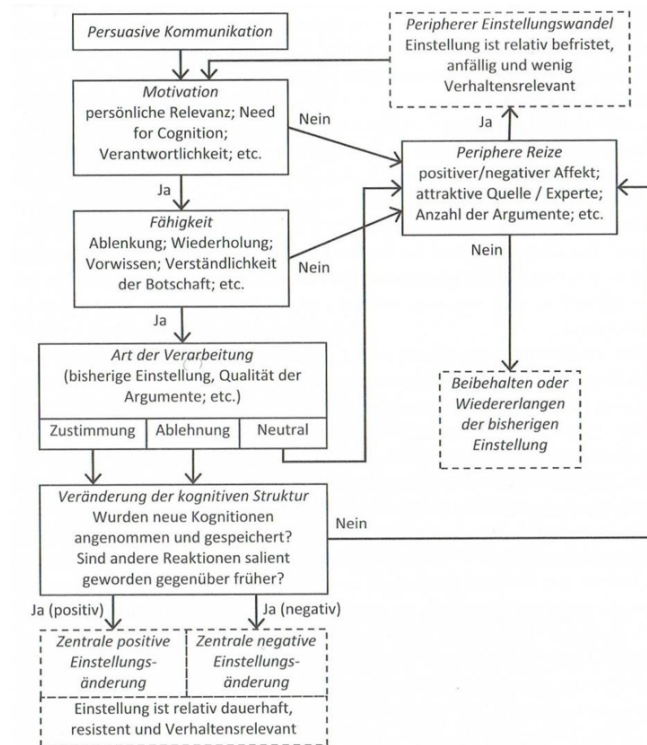 Persuasive Kommunikation
Peripherer Einstellungswandel
Einstellung ist relativ befristet,
anfällig und wenig
Verhaltensrelevant
Motivation
persönliche Relevanz; Need
for Cognition;
Verantwortlichkeit; etc.
Nein
Ja
Periphere Reize
positiver/negativer Affekt;
attraktive Quelle / Experte;
Anzahl der Argumente; etc.
Ja
Fähigkeit
Ablenkung; Wiederholung;
Vorwissen; Verständlichkeit
der Botschaft; etc.
Nein
Nein
Ja
Art der Verarbeitung
(bisherige Einstellung, Qualität der
Argumente; etc.)
Zustimmung
Ablehnung
Neutral
Beibehalten oder
Wiedererlangen
der bisherigen
Einstellung
Veränderung der kognitiven Struktur
Wurden neue Kognitionen
angenommen und gespeichert?
Sind andere Reaktionen salient
geworden gegenüber früher?
Nein
Ja (positiv)
Ja (negativ)
Zentrale positive
Einstellungs-
änderung
Zentrale negative
Einstellungs-
änderung
Einstellung ist relativ dauerhaft,
resistent und Verhaltensrelevant